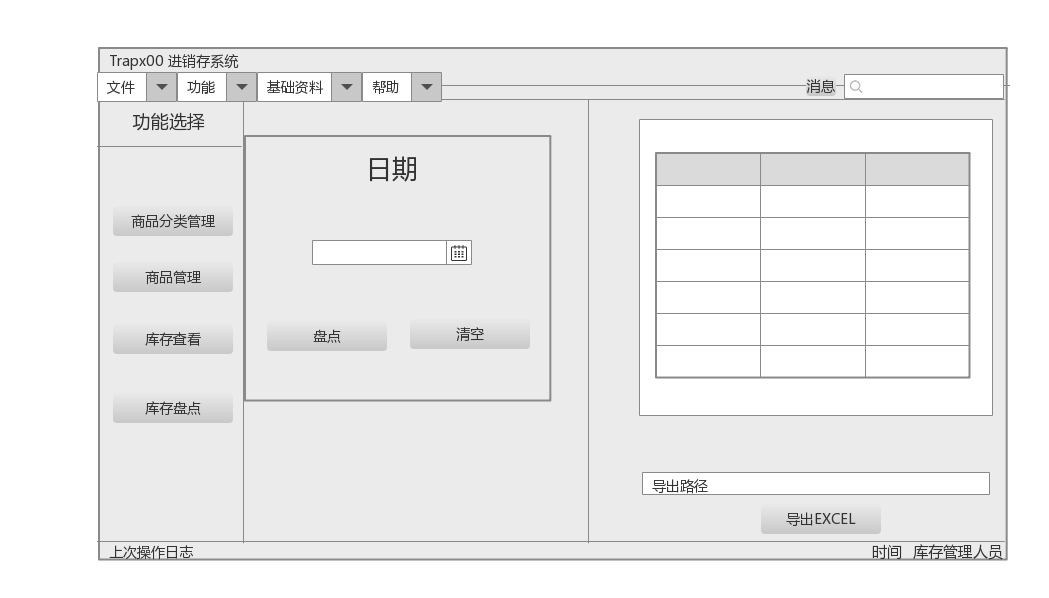 Trapx00 进销存系统
文件 功能 基础资料 帮助 消息
功能选择
商品分类管理
商品管理
库存查看
库存盘点
日期
盘点 清空
导出路径
导出EXCEL
上次操作日志 时间 库存管理人员